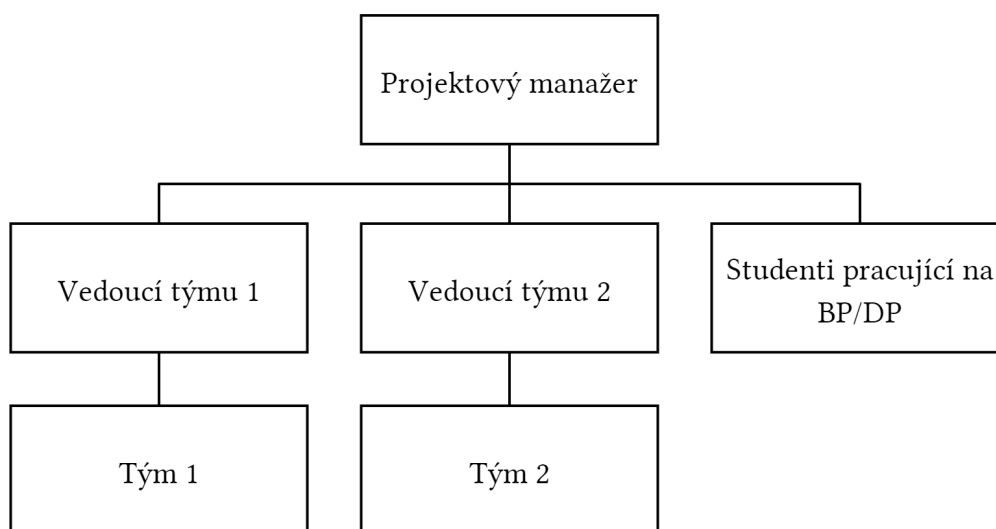 Projektový manažer
Vedoucí týmu 1
Vedoucí týmu 2
Studenti pracující na
BP/DP
Tým 1
Tým 2